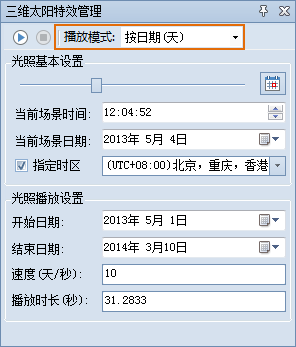 三维太阳特效管理
播放模式: 按日期(天)
光照基本设置
当前场景时间: 12:04:52
当前场景日期: 2013年 5月 4日
指定时区 (UTC+08:00)北京，重庆，香港
光照播放设置
开始日期: 2013年 5月 1日
结束日期: 2014年 3月10日
速度(天/秒): 10
播放时长(秒): 31.2833